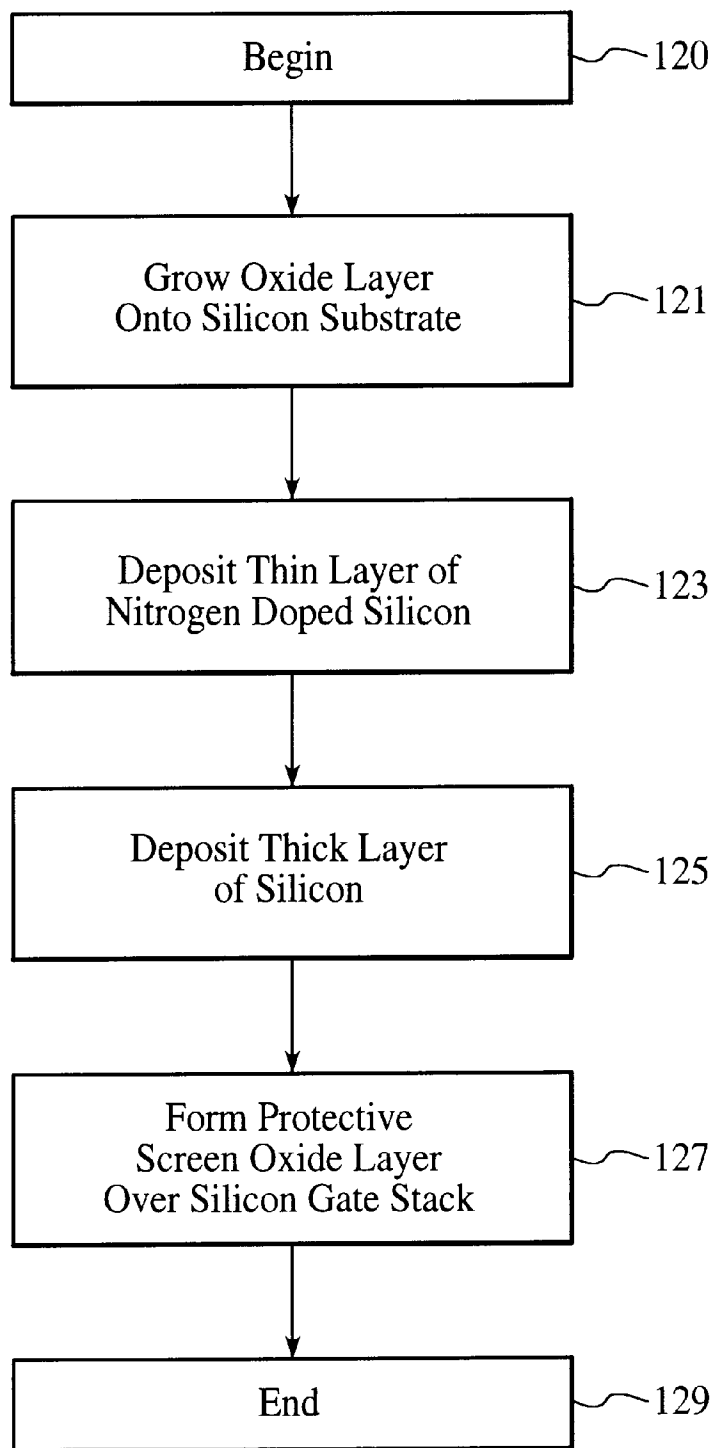 Begin
120
Grow Oxide Layer
Onto Silicon Substrate
121
Deposit Thin Layer of
Nitrogen Doped Silicon
123
Deposit Thick Layer
of Silicon
125
Form Protective
Screen Oxide Layer
Over Silicon Gate Stack
127
End
129